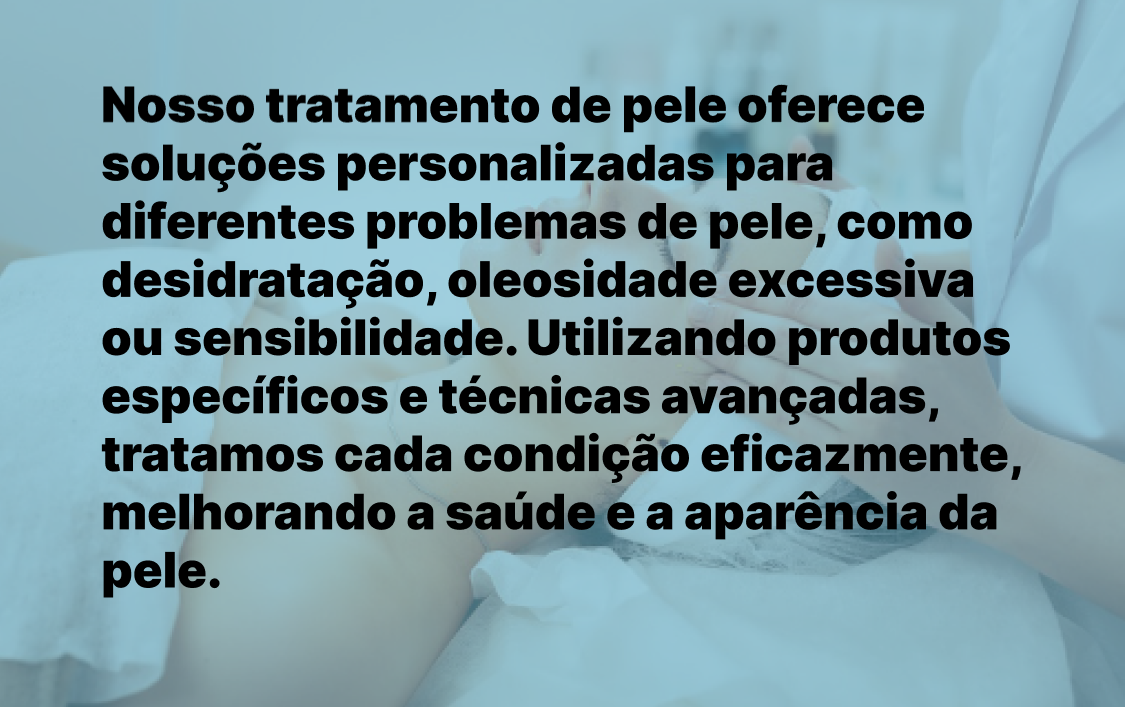 Nosso tratamento de pele oferece
soluções personalizadas para
diferentes problemas de pele, como
desidratação, oleosidade excessiva
ou sensibilidade. Utilizando produtos
específicos e técnicas avançadas,
tratamos cada condição eficazmente,
melhorando a saúde e a aparência da
pele.